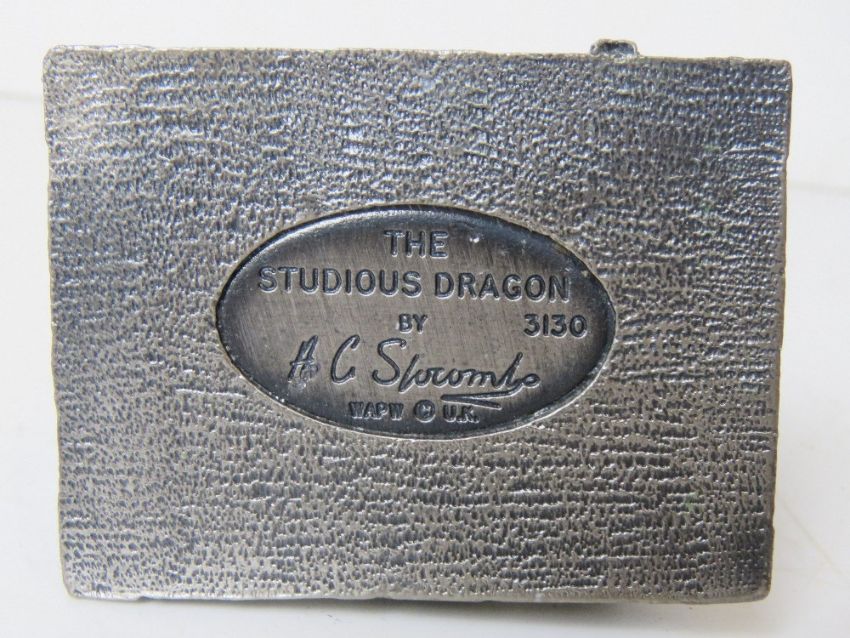 THE
STUDIOUS DRAGON
BY 3130
A C Slocombe
WAPW © U.K.